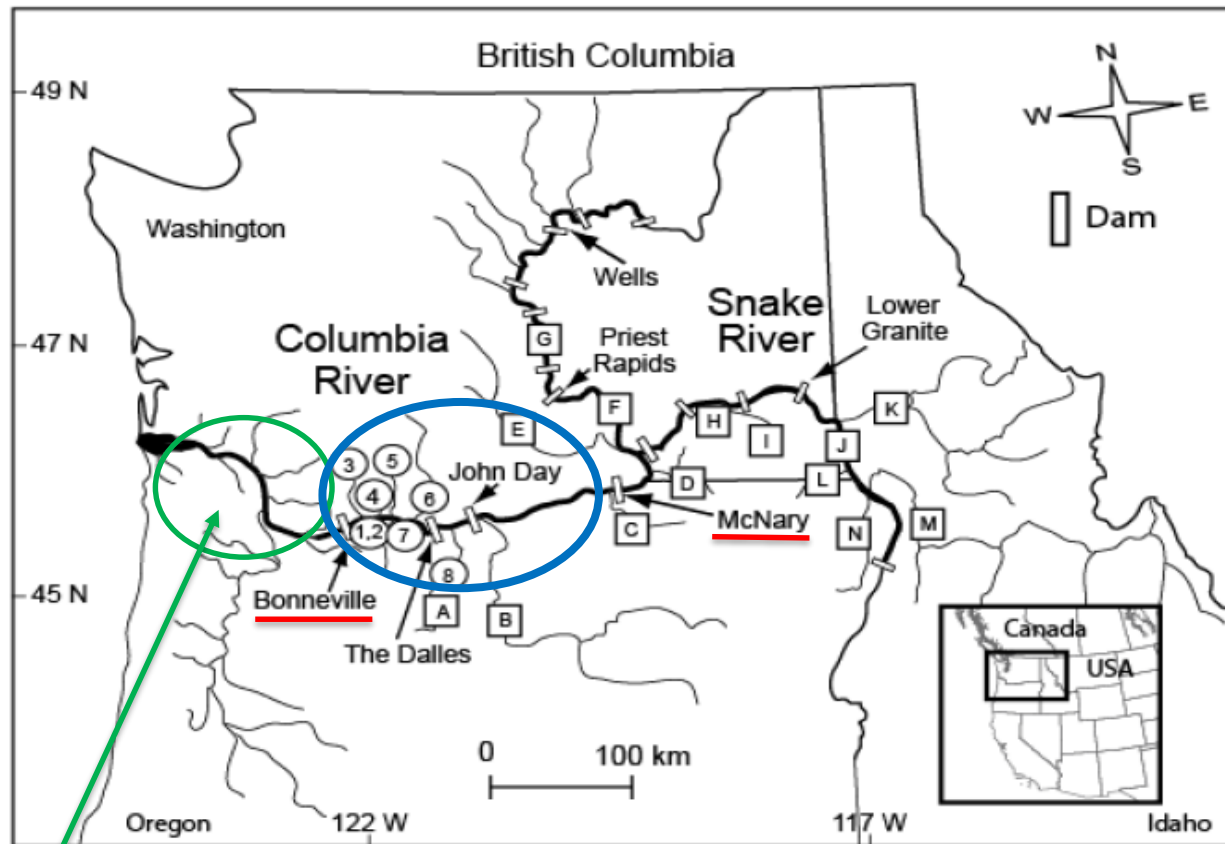 British Columbia
49 N
N
W
E
S
Washington
Dam
Wells
Snake
River
Lower
Granite
47 N
Columbia
River
G
Priest
Rapids
F
K
E
H
I
J
3
5
John Day
D
L
4
6
McNary
1,2
7
C
N
M
8
45 N
Bonneville
A
B
The Dalles
Canada
USA
0
100 km
Oregon
122 W
117 W
Idaho